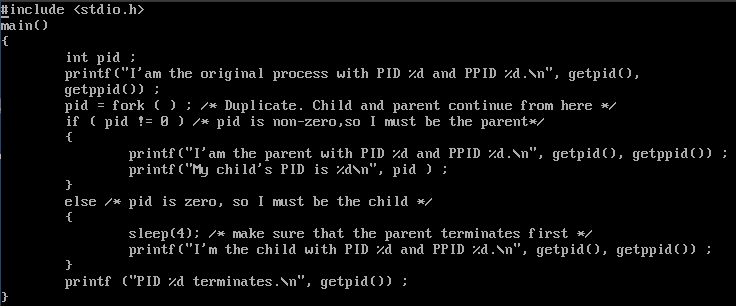 #include <stdio.h>
main()
{
        int pid ;
        printf("I'am the original process with PID %d and PPID %d.\n", getpid(),
        getppid()) ;
        pid = fork ( ) ; /* Duplicate. Child and parent continue from here */
        if ( pid != 0 ) /* pid is non-zero,so I must be the parent*/
        {
                printf("I'am the parent with PID %d and PPID %d.\n", getpid(), getppid()) ;
                printf("My child's PID is %d\n", pid ) ;
        }
        else /* pid is zero, so I must be the child */
        {
                sleep(4); /* make sure that the parent terminates first */
                printf("I'm the child with PID %d and PPID %d.\n", getpid(), getppid()) ;
        }
        printf ("PID %d terminates.\n", getpid()) ;
}